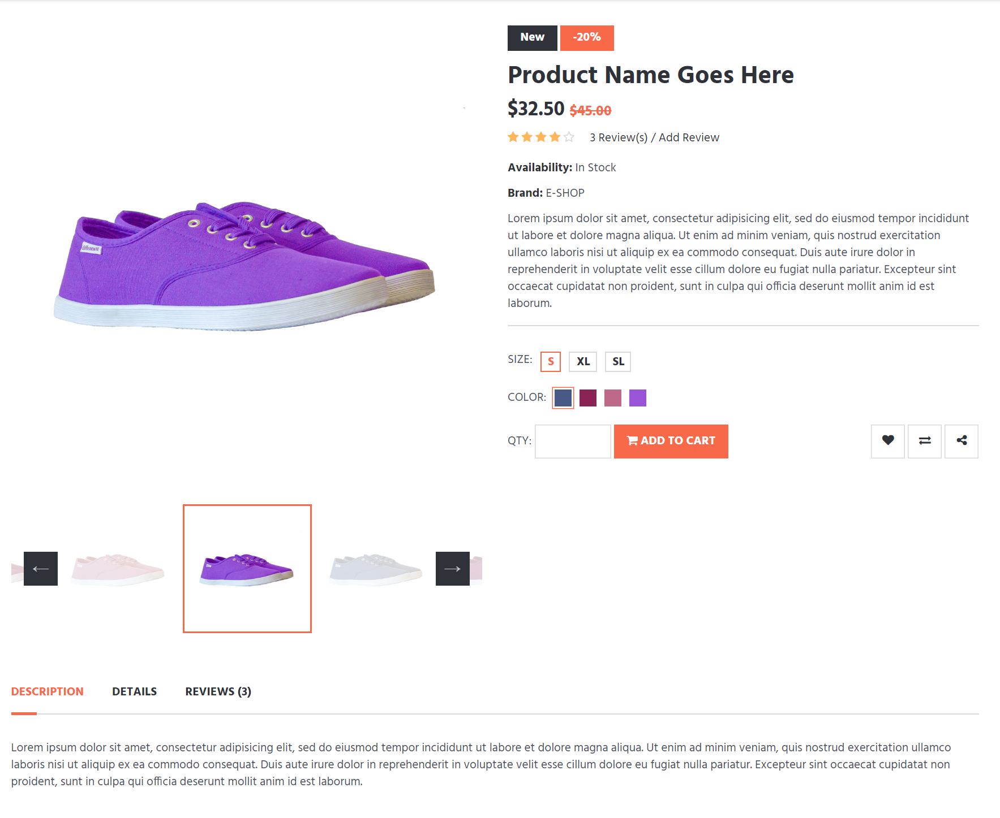 New -20%
Product Name Goes Here
$32.50 $45.00
3 Review(s) / Add Review
Availability: In Stock
Brand: E-SHOP
Lorem ipsum dolor sit amet, consectetur adipisicing elit, sed do eiusmod tempor incididunt
ut labore et dolore magna aliqua. Ut enim ad minim veniam, quis nostrud exercitation
ullamco laboris nisi ut aliquip ex ea commodo consequat. Duis aute irure dolor in
reprehenderit in voluptate velit esse cillum dolore eu fugiat nulla pariatur. Excepteur sint
occaecat cupidatat non proident, sunt in culpa qui officia deserunt mollit anim id est
laborum.
SIZE: S XL SL
COLOR:
QTY: ADD TO CART
DESCRIPTION DETAILS REVIEWS (3)
Lorem ipsum dolor sit amet, consectetur adipisicing elit, sed do eiusmod tempor incididunt ut labore et dolore magna aliqua. Ut enim ad minim veniam, quis nostrud exercitation ullamco
laboris nisi ut aliquip ex ea commodo consequat. Duis aute irure dolor in reprehenderit in voluptate velit esse cillum dolore eu fugiat nulla pariatur. Excepteur sint occaecat cupidatat non
proident, sunt in culpa qui officia deserunt mollit anim id est laborum.